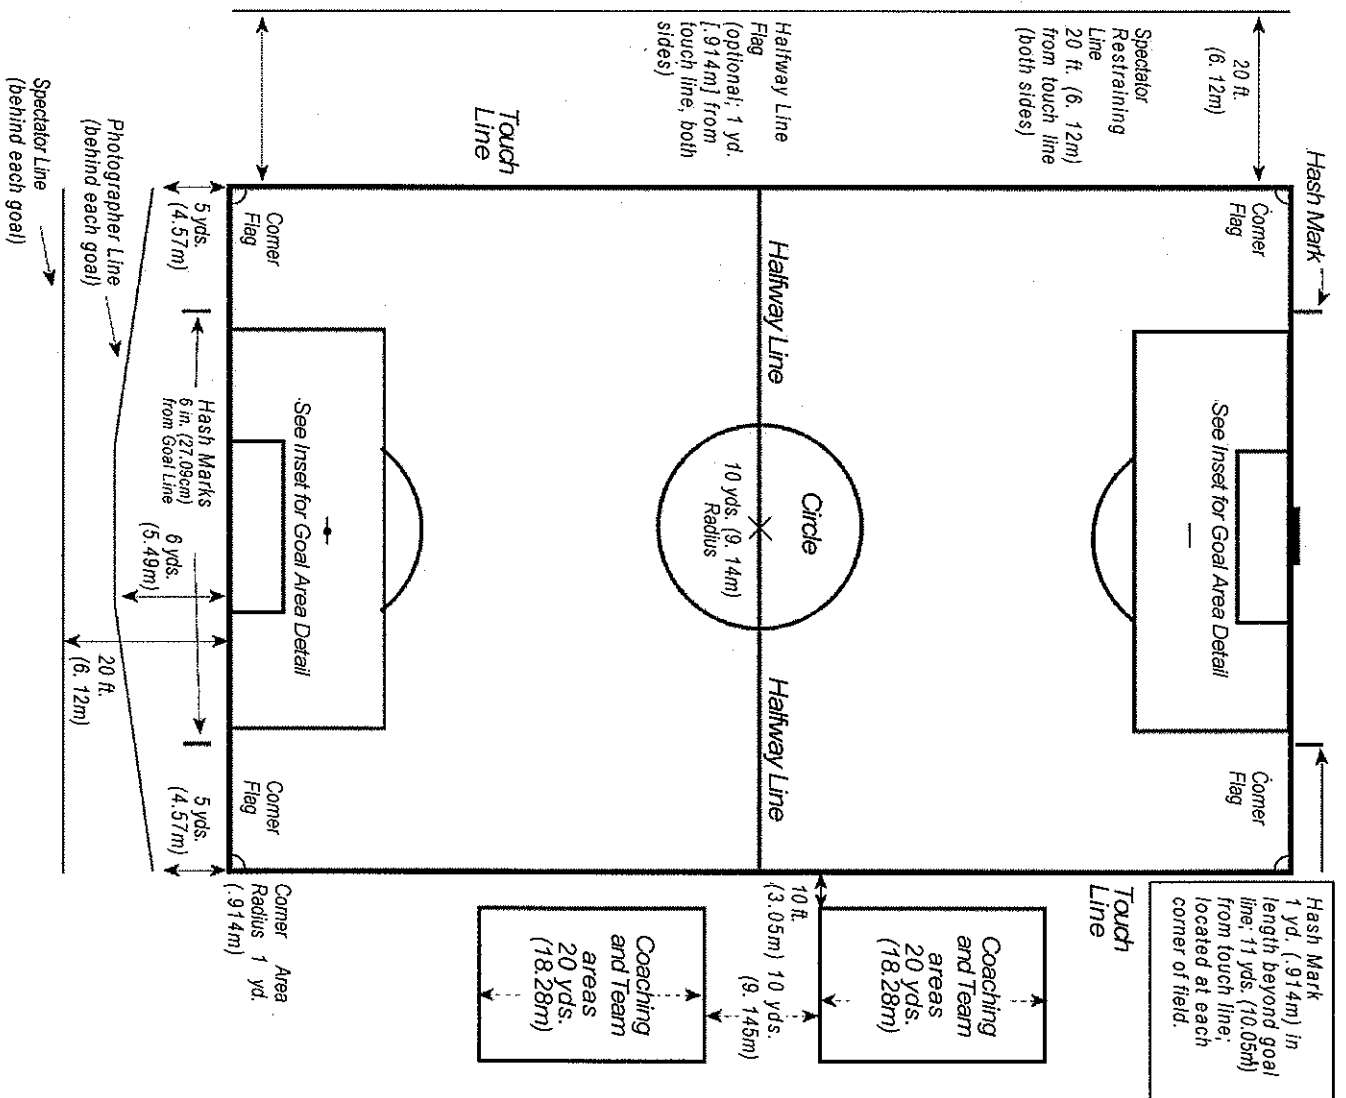 Hash Mark
20 ft.
(6. 12m)
Spectator
Restraining
Line
20 ft. (6. 12m)
from touch line
(both sides)
Halfway Line
Flag
(optional; 1 yd.
[.914m] from
touch line, both
sides)
Touch
Line
Corner
Flag
Corner
Flag
See Inset for Goal Area Detail
Halfway Line
Circle
10 yds. (9. 14m)
Radius
Halfway Line
Corner
Flag
Corner
Flag
See Inset for Goal Area Detail
5 yds.
(4.57m)
Hash Marks
6 in. (27.09cm)
from Goal Line
6 yds.
(5.49m)
20 ft.
(6. 12m)
5 yds.
(4.57m)
Photographer Line
(behind each goal)
Spectator Line
(behind each goal)
Hash Mark
1 yd. (.914m) in
length beyond goal
line; 11 yds. (10.05m)
from touch line;
located at each
corner of field.
Touch
Line
Coaching
and Team
areas
20 yds.
(18.28m)
10 ft.
(3.05m)
10 yds.
(9. 145m)
Coaching
and Team
areas
20 yds.
(18.28m)
Corner Area
Radius 1 yd.
(.914m)